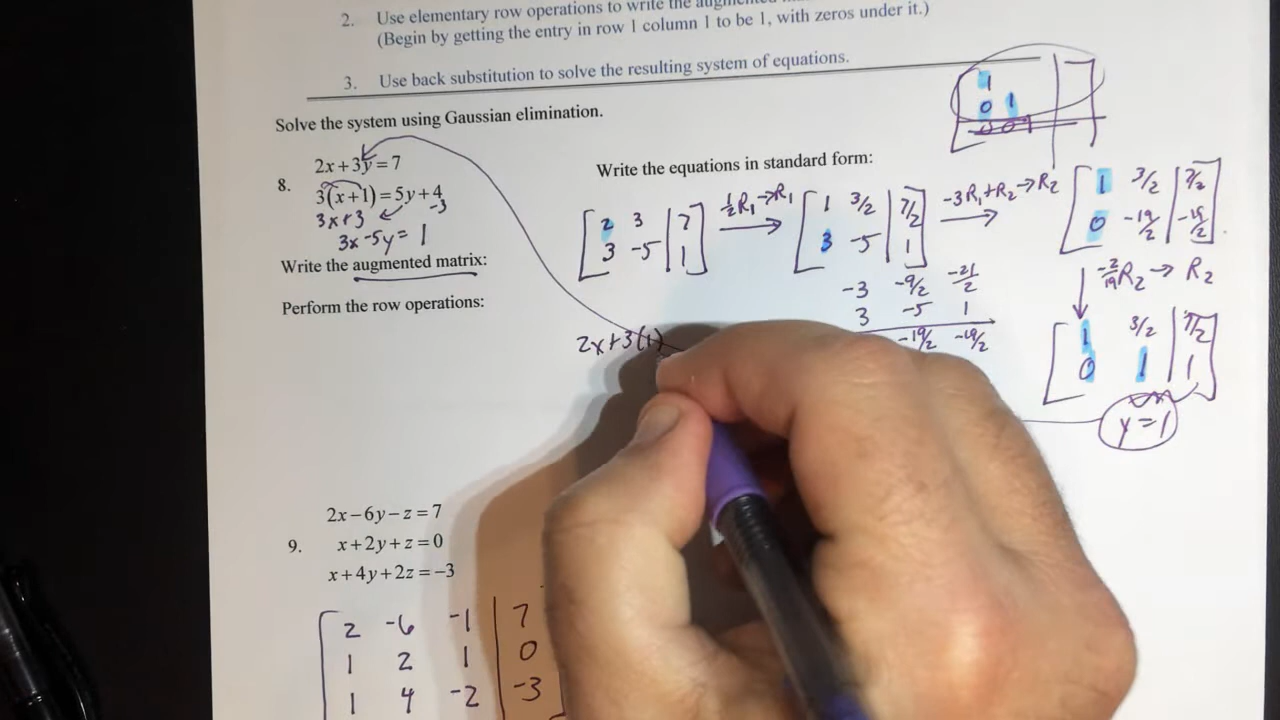 2. Use elementary row operations to write the augmented
(Begin by getting the entry in row 1 column 1 to be 1, with zeros under it.)
3. Use back substitution to solve the resulting system of equations.
1
0 1
0 0 1
Solve the system using Gaussian elimination.
8.
2x+3y=7
3(x+1)=5y+4
3x+3 -3
3x-5y=1
Write the augmented matrix:
Perform the row operations:
Write the equations in standard form:
2 3 | 7
3 -5 | 1
½R₁→R₁
1 3/2 | 7/2
3 -5 | 1
-3 -9/2 -21/2
3 -5 1
-19/2 -19/2
-3R₁+R₂→R₂
1 3/2 | 7/2
0 -19/2 | -19/2
-2/19 R₂→R₂
1 3/2 | 7/2
0 1 | 1
y=1
2x+3(1)
9.
2x-6y-z=7
x+2y+z=0
x+4y+2z=-3
2 -6 -1 | 7
1 2 1 | 0
1 4 -2 | -3